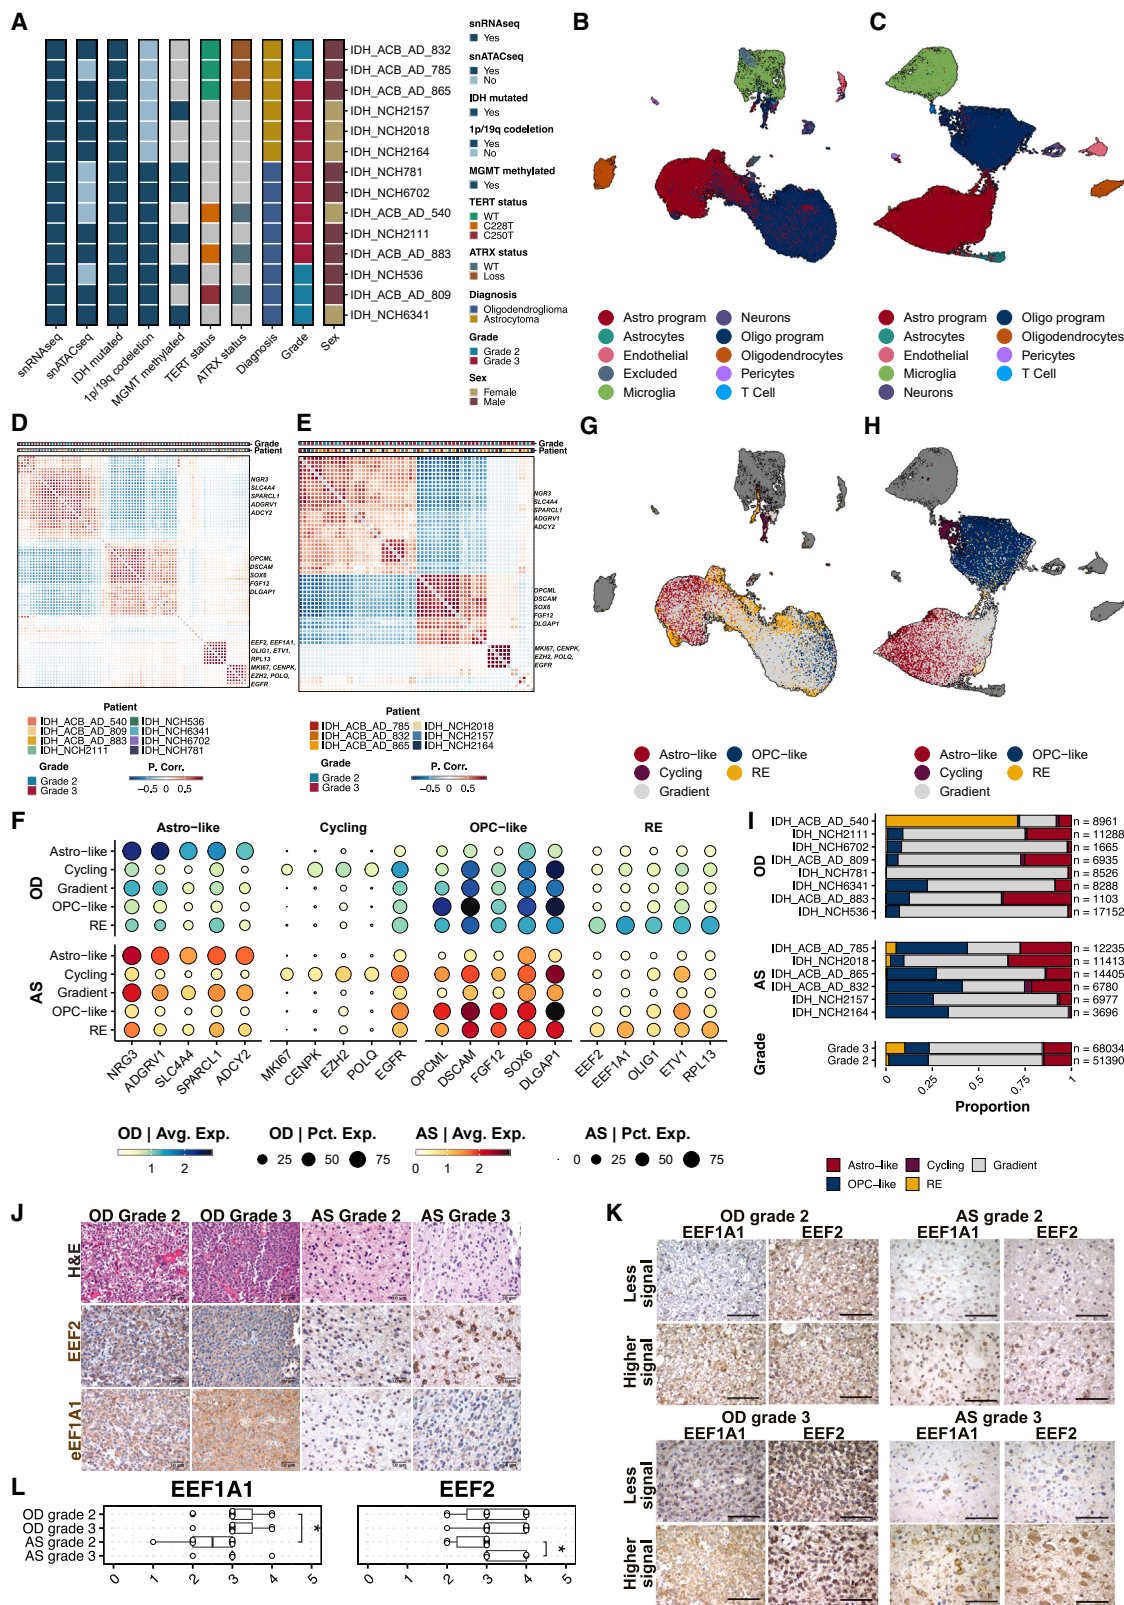 A
snRNAseq
Yes
snATACseq
Yes
No
IDH mutated
Yes
1p/19q codeletion
Yes
No
MGMT methylated
Yes
TERT status
WT
C228T
C250T
ATRX status
WT
Loss
Diagnosis
Oligodendroglioma
Astrocytoma
Grade
Grade 2
Grade 3
Sex
Female
Male
IDH_ACB_AD_832
IDH_ACB_AD_785
IDH_ACB_AD_865
IDH_NCH2157
IDH_NCH2018
IDH_NCH2164
IDH_NCH781
IDH_NCH6702
IDH_ACB_AD_540
IDH_NCH2111
IDH_ACB_AD_883
IDH_NCH536
IDH_ACB_AD_809
IDH_NCH6341
snRNAseq
snATACseq
IDH mutated
1p/19q codeletion
MGMT methylated
TERT status
ATRX status
Diagnosis
Grade
Sex
B
Astro program
Astrocytes
Endothelial
Excluded
Microglia
Neurons
Oligo program
Oligodendrocytes
Pericytes
T Cell
C
Astro program
Astrocytes
Endothelial
Microglia
Neurons
Oligo program
Oligodendrocytes
Pericytes
T Cell
D
Grade
Patient
NGR3
SLC4A4
SPARCL1
ADGRV1
ADCY2
OPCML
DSCAM
SOX6
FGF12
DLGAP1
EEF2, EEF1A1,
OLIG1, ETV1,
RPL13
MKI67, CENPK,
EZH2, POLQ,
EGFR
Patient
IDH_ACB_AD_540
IDH_ACB_AD_809
IDH_ACB_AD_883
IDH_NCH2111
IDH_NCH536
IDH_NCH6341
IDH_NCH6702
IDH_NCH781
Grade
Grade 2
Grade 3
P. Corr.
−0.5 0 0.5
E
Grade
Patient
NGR3
SLC4A4
SPARCL1
ADGRV1
ADCY2
OPCML
DSCAM
SOX6
FGF12
DLGAP1
MKI67, CENPK,
EZH2, POLQ,
EGFR
Patient
IDH_ACB_AD_785
IDH_ACB_AD_832
IDH_ACB_AD_865
IDH_NCH2018
IDH_NCH2157
IDH_NCH2164
Grade
Grade 2
Grade 3
P. Corr.
−0.5 0 0.5
G
Astro−like
Cycling
Gradient
OPC−like
RE
H
Astro−like
Cycling
Gradient
OPC−like
RE
F
Astro−like Cycling OPC−like RE
OD
Astro−like
Cycling
Gradient
OPC−like
RE
AS
Astro−like
Cycling
Gradient
OPC−like
RE
NRG3
ADGRV1
SLC4A4
SPARCL1
ADCY2
MKI67
CENPK
EZH2
POLQ
EGFR
OPCML
DSCAM
FGF12
SOX6
DLGAP1
EEF2
EEF1A1
OLIG1
ETV1
RPL13
OD | Avg. Exp.
1 2
OD | Pct. Exp.
25 50 75
AS | Avg. Exp.
0 1 2
AS | Pct. Exp.
0 25 50 75
I
OD
IDH_ACB_AD_540 n = 8961
IDH_NCH2111 n = 11288
IDH_NCH6702 n = 1665
IDH_ACB_AD_809 n = 6935
IDH_NCH781 n = 8526
IDH_NCH6341 n = 8288
IDH_ACB_AD_883 n = 1103
IDH_NCH536 n = 17152
AS
IDH_ACB_AD_785 n = 12235
IDH_NCH2018 n = 11413
IDH_ACB_AD_865 n = 14405
IDH_ACB_AD_832 n = 6780
IDH_NCH2157 n = 6977
IDH_NCH2164 n = 3696
Grade
Grade 3 n = 68034
Grade 2 n = 51390
0 0.25 0.5 0.75 1
Proportion
Astro−like Cycling Gradient
OPC−like RE
J
OD Grade 2 OD Grade 3 AS Grade 2 AS Grade 3
H&E
EEF2
eEF1A1
K
OD grade 2 AS grade 2
EEF1A1 EEF2 EEF1A1 EEF2
Less signal
Higher signal
OD grade 3 AS grade 3
EEF1A1 EEF2 EEF1A1 EEF2
Less signal
Higher signal
L
EEF1A1 EEF2
OD grade 2
OD grade 3
AS grade 2
AS grade 3
*
*
0 1 2 3 4 5
0 1 2 3 4 5